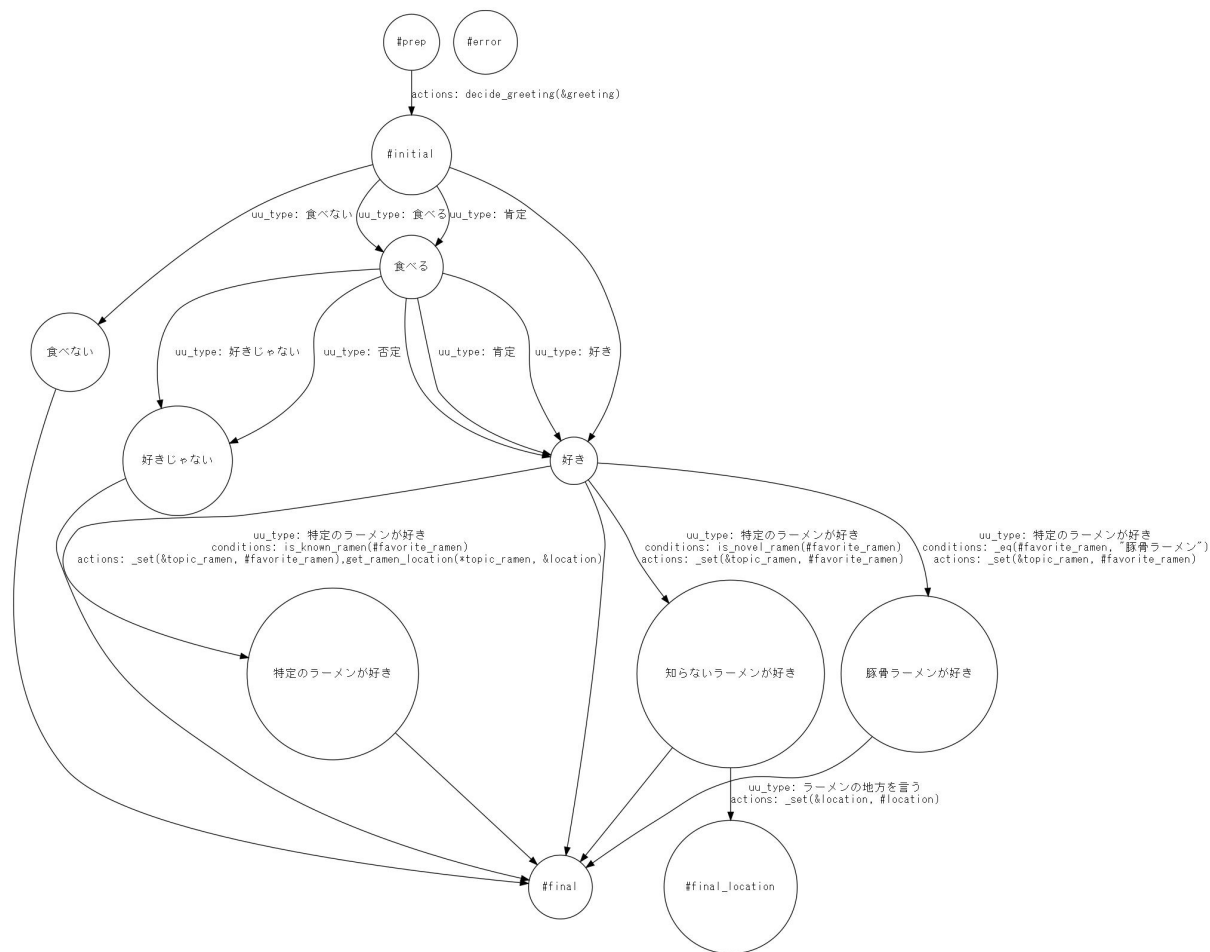 #prep
#error
actions: decide_greeting(&greeting)
#initial
uu_type: 食べない
uu_type: 食べる
uu_type: 肯定
食べる
食べない
uu_type: 好きじゃない
uu_type: 否定
uu_type: 肯定
uu_type: 好き
好きじゃない
好き
uu_type: 特定のラーメンが好き
conditions: is_known_ramen(#favorite_ramen)
actions: _set(&topic_ramen, #favorite_ramen),get_ramen_location(*topic_ramen, &location)
uu_type: 特定のラーメンが好き
conditions: is_novel_ramen(#favorite_ramen)
actions: _set(&topic_ramen, #favorite_ramen)
uu_type: 特定のラーメンが好き
conditions: _eq(#favorite_ramen, "豚骨ラーメン")
actions: _set(&topic_ramen, #favorite_ramen)
特定のラーメンが好き
知らないラーメンが好き
豚骨ラーメンが好き
uu_type: ラーメンの地方を言う
actions: _set(&location, #location)
#final
#final_location